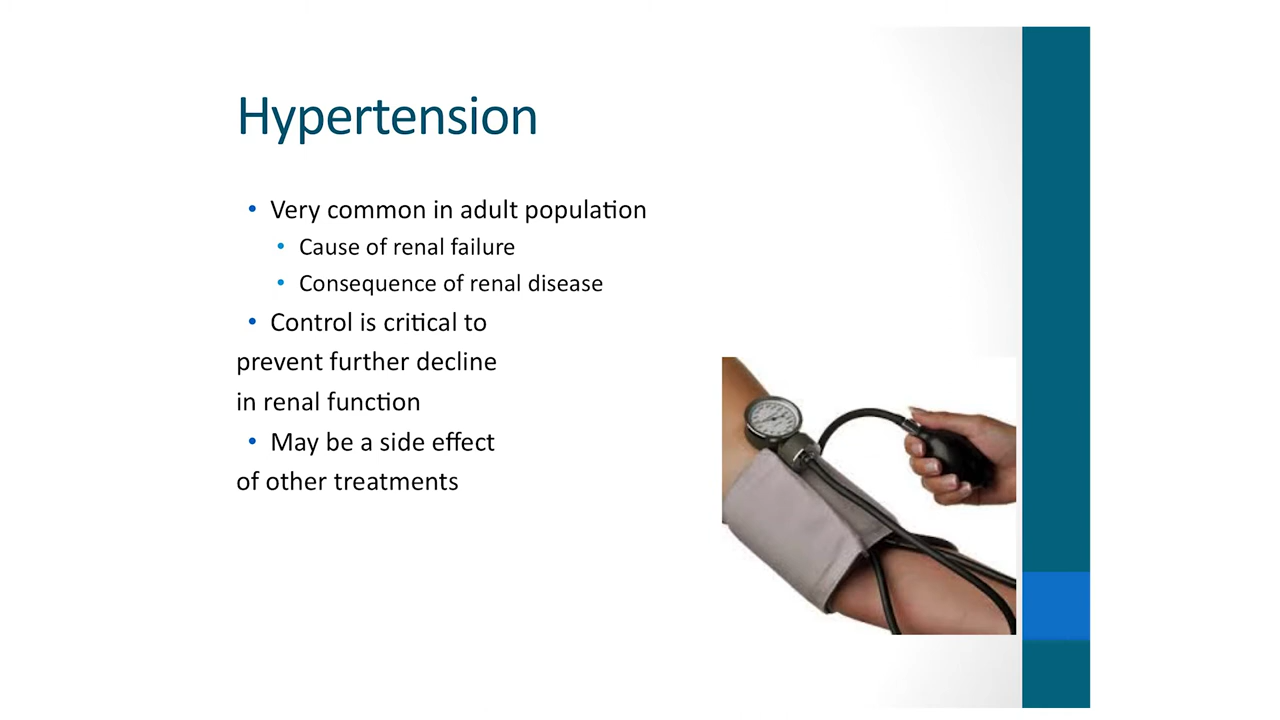 Hypertension
• Very common in adult population
• Cause of renal failure
• Consequence of renal disease
• Control is critical to
prevent further decline
in renal function
• May be a side effect
of other treatments